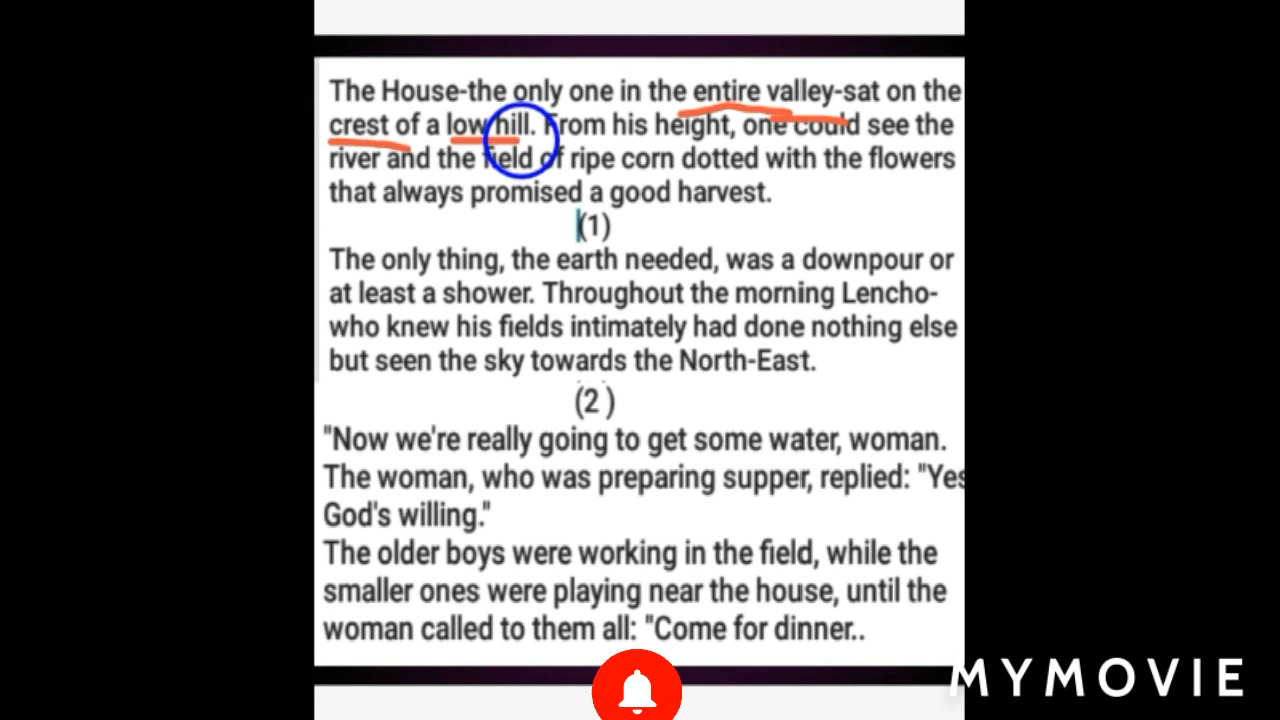 The House-the only one in the entire valley-sat on the
crest of a low hill. From his height, one could see the
river and the field of ripe corn dotted with the flowers
that always promised a good harvest.
(1)
The only thing, the earth needed, was a downpour or
at least a shower. Throughout the morning Lencho-
who knew his fields intimately had done nothing else
but seen the sky towards the North-East.
(2 )
"Now we're really going to get some water, woman.
The woman, who was preparing supper, replied: "Yes
God's willing."
The older boys were working in the field, while the
smaller ones were playing near the house, until the
woman called to them all: "Come for dinner..
MYMOVIE